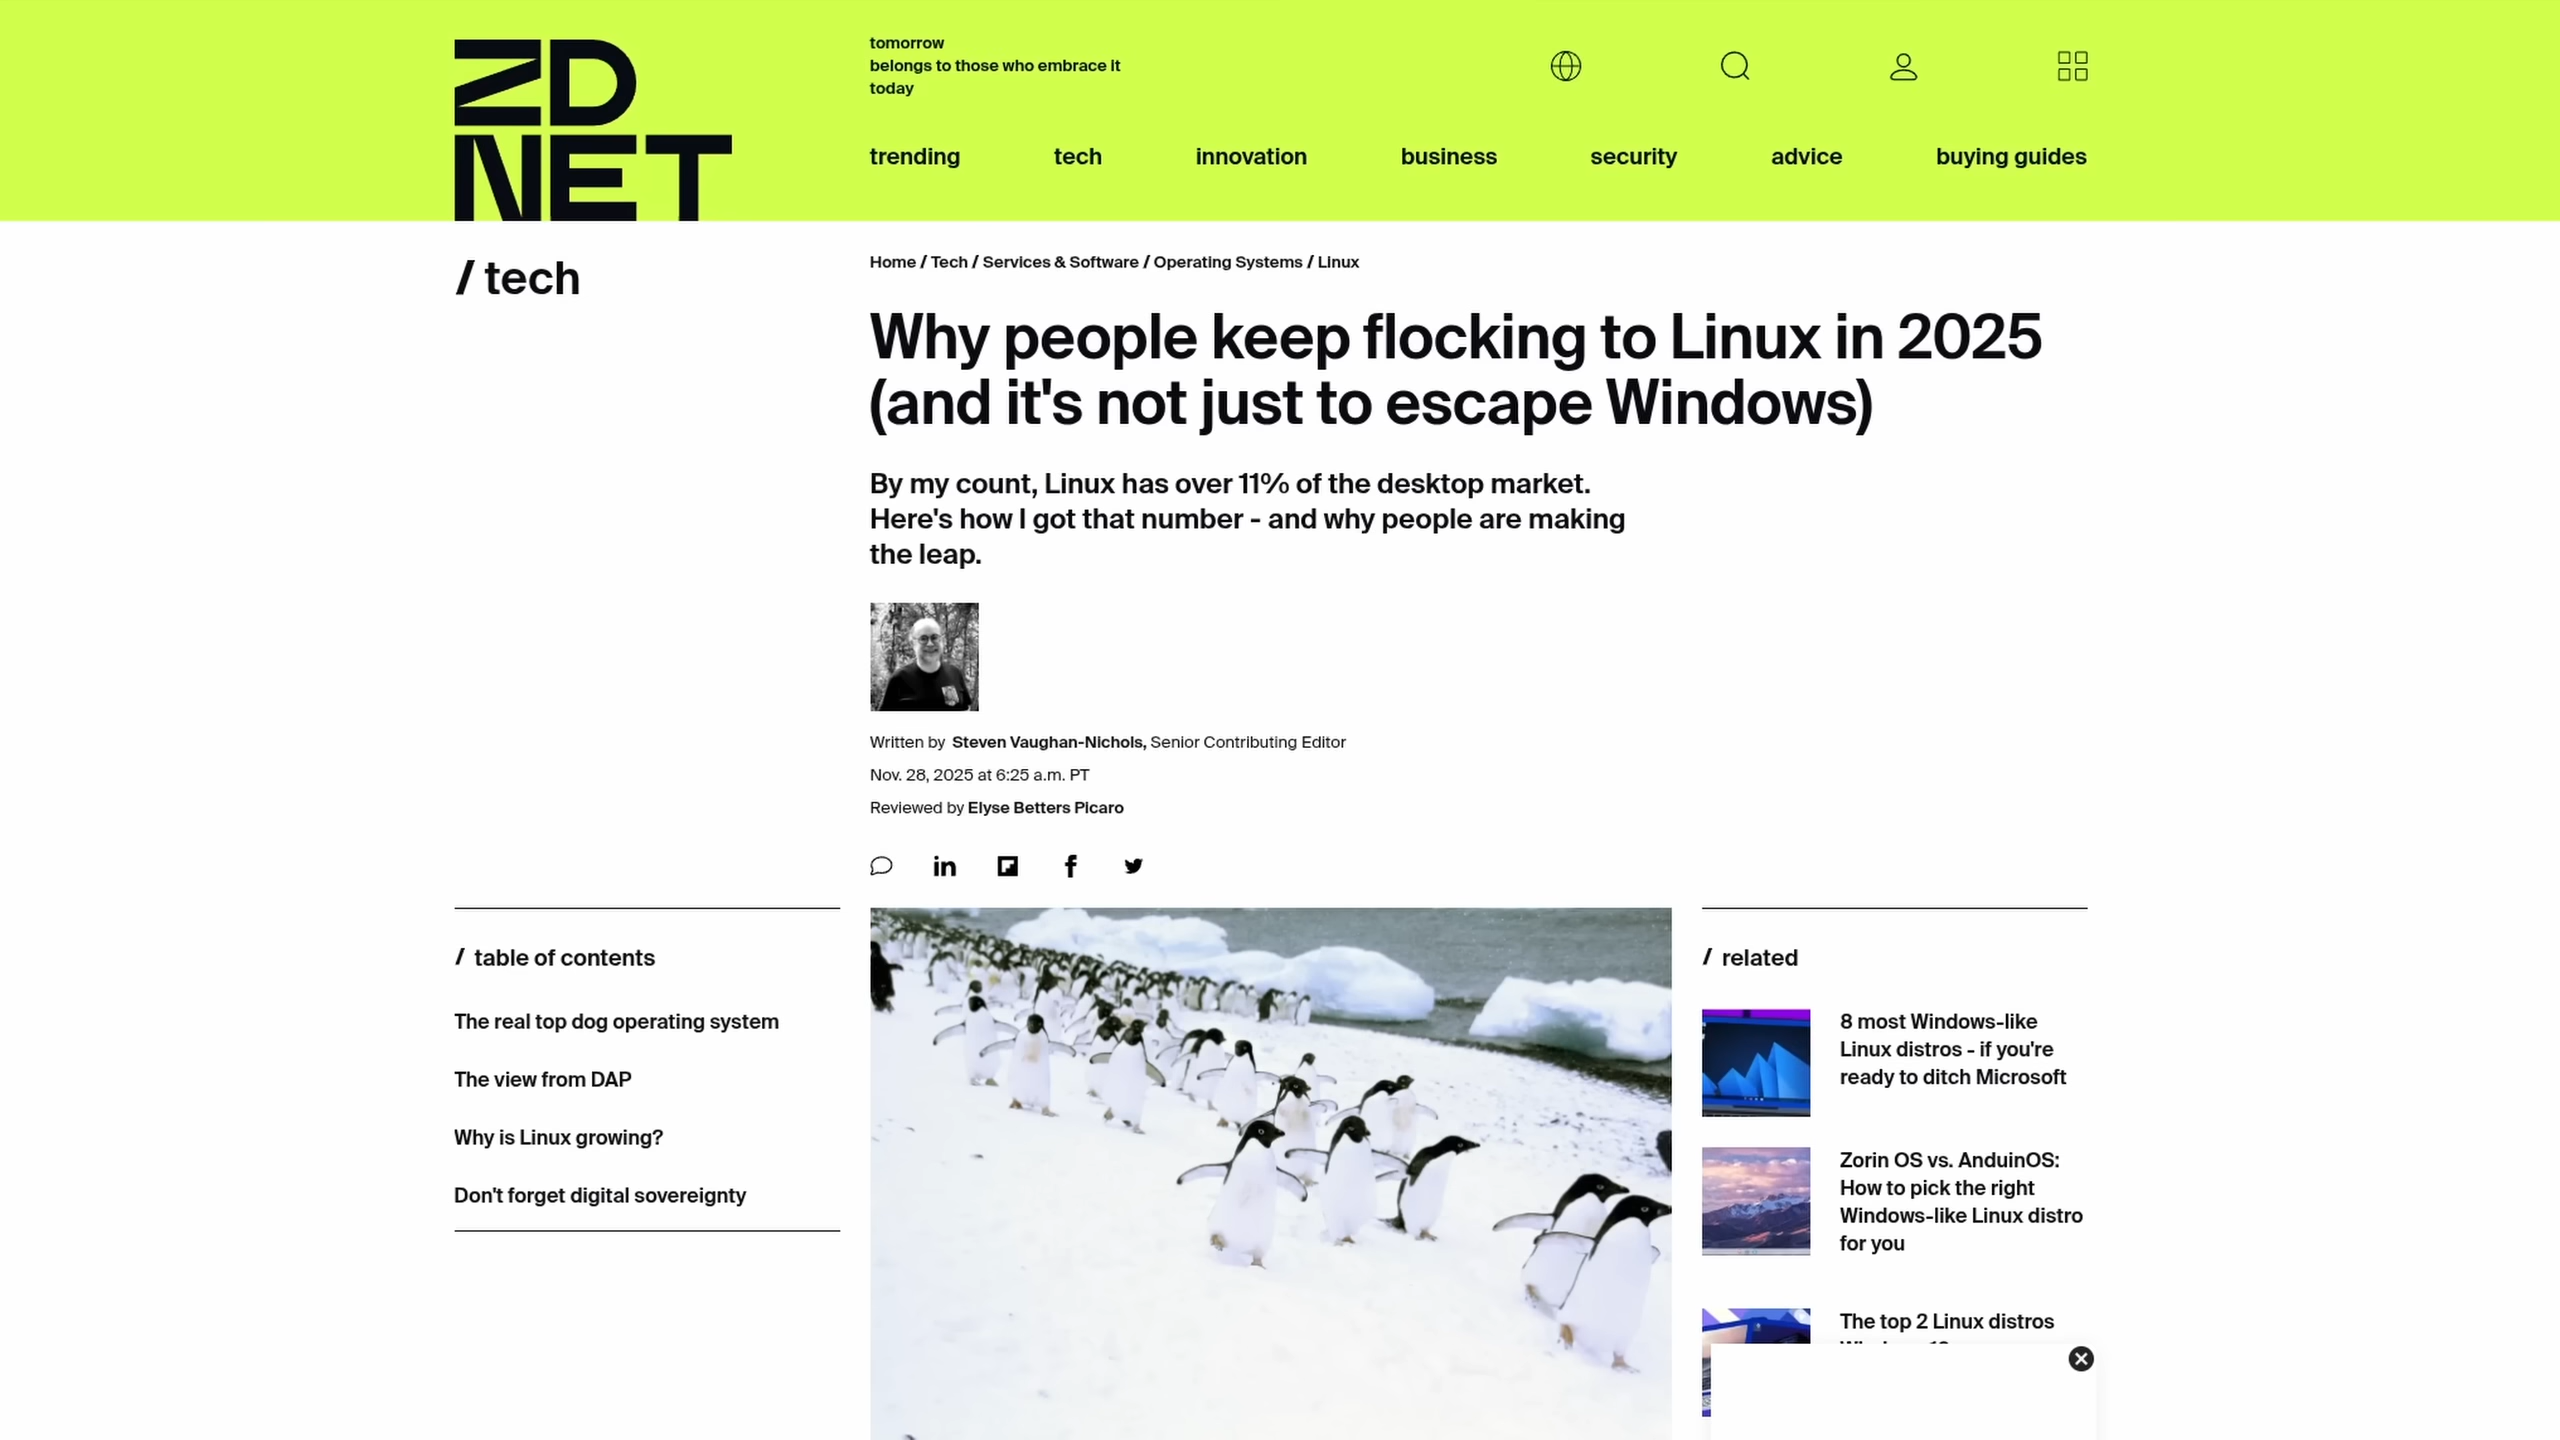 ZD
NET
tomorrow
belongs to those who embrace it
today
trending
tech
innovation
business
security
advice
buying guides
/ tech
Home / Tech / Services & Software / Operating Systems / Linux
Why people keep flocking to Linux in 2025
(and it's not just to escape Windows)
By my count, Linux has over 11% of the desktop market.
Here's how I got that number - and why people are making
the leap.
Written by Steven Vaughan-Nichols, Senior Contributing Editor
Nov. 28, 2025 at 6:25 a.m. PT
Reviewed by Elyse Betters Picaro
/ table of contents
The real top dog operating system
The view from DAP
Why is Linux growing?
Don't forget digital sovereignty
/ related
8 most Windows-like
Linux distros - if you're
ready to ditch Microsoft
Zorin OS vs. AnduinOS:
How to pick the right
Windows-like Linux distro
for you
The top 2 Linux distros